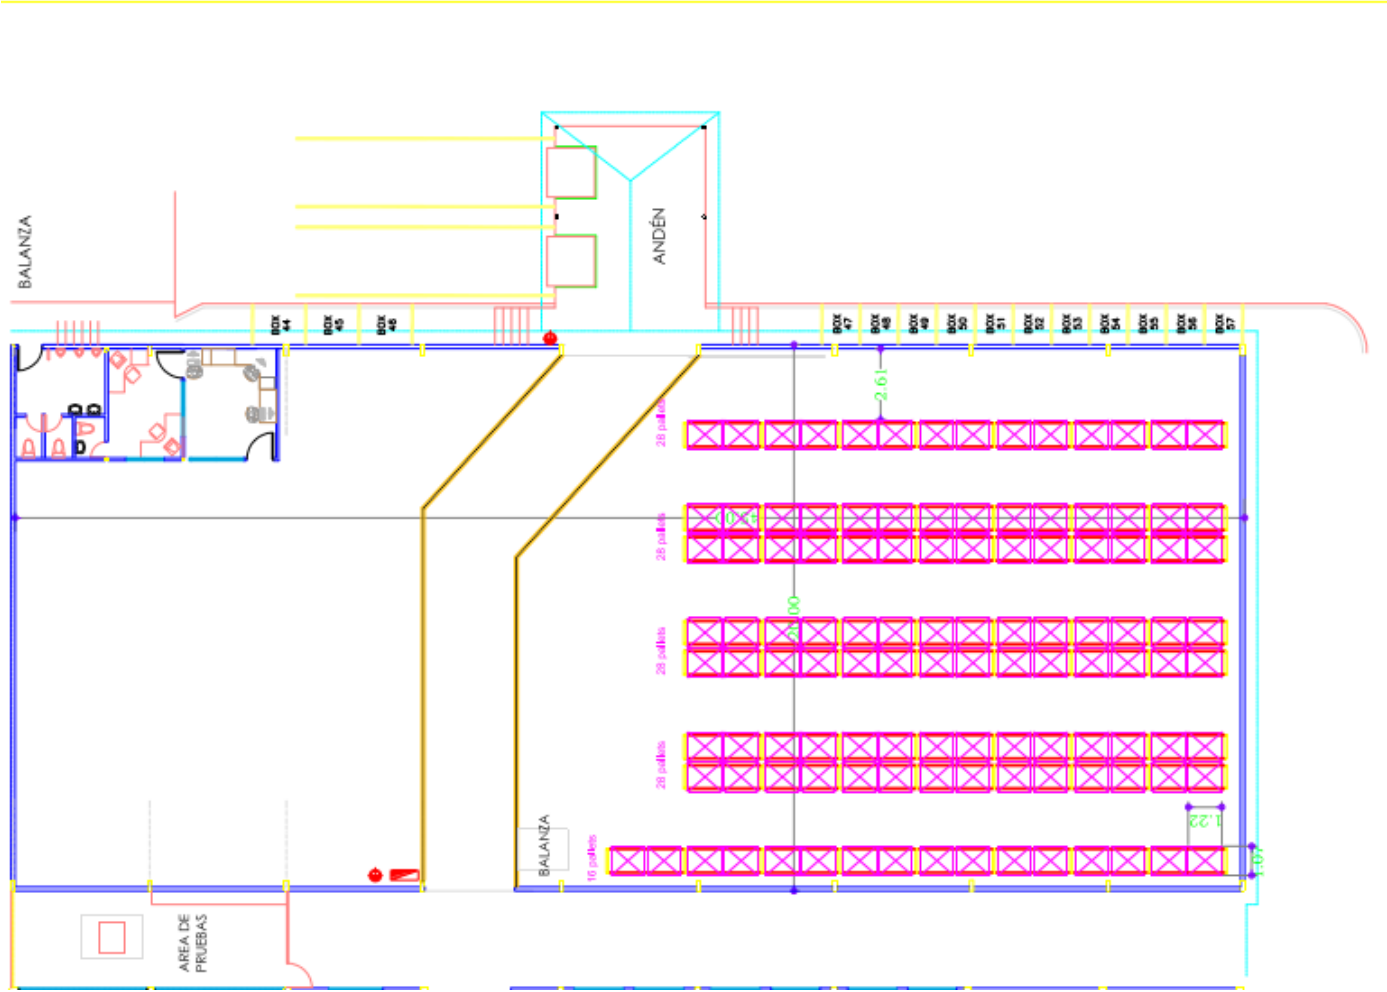 BALANZA
ANDÉN
BOX 44
BOX 45
BOX 46
BOX 47
BOX 48
BOX 49
BOX 50
BOX 51
BOX 52
BOX 53
BOX 54
BOX 55
BOX 56
BOX 57
2.61
28 pallets
28 pallets
28 pallets
28 pallets
1.22
BALANZA
16 pallets
1.07
AREA DE
PRUEBAS